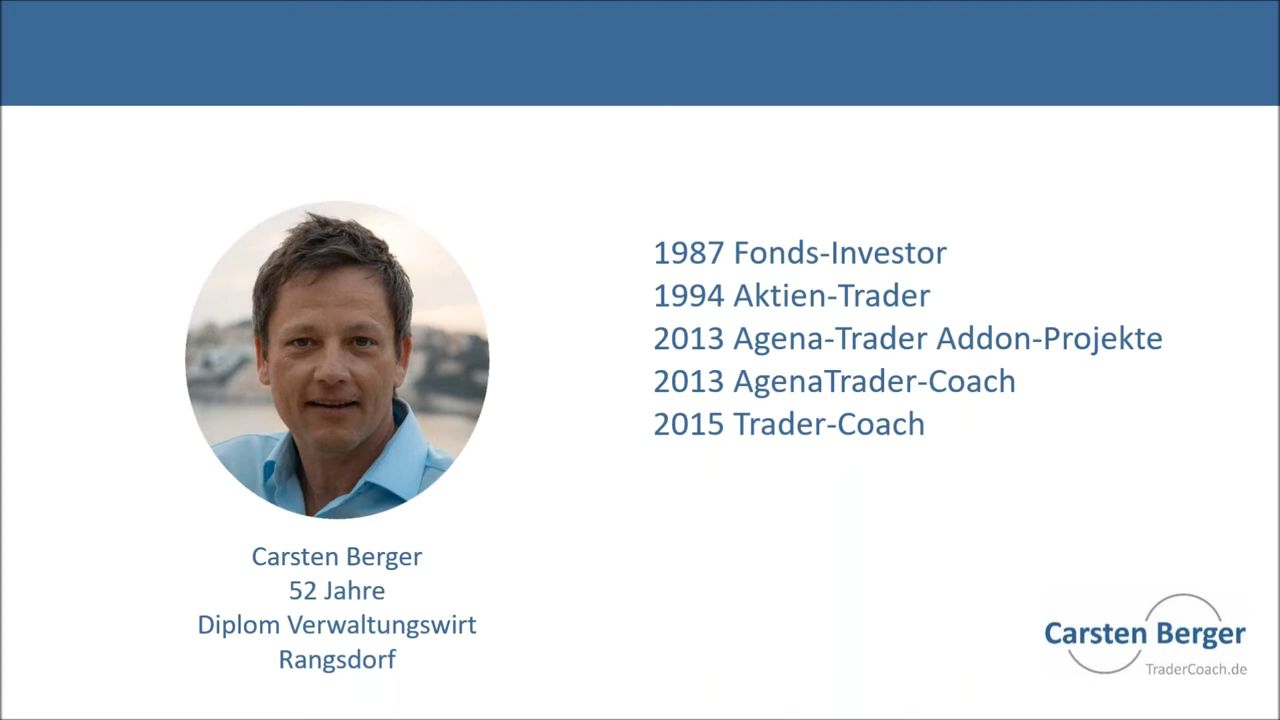 1987 Fonds-Investor
1994 Aktien-Trader
2013 Agena-Trader Addon-Projekte
2013 AgenaTrader-Coach
2015 Trader-Coach
Carsten Berger
52 Jahre
Diplom Verwaltungswirt
Rangsdorf
Carsten Berger
TraderCoach.de